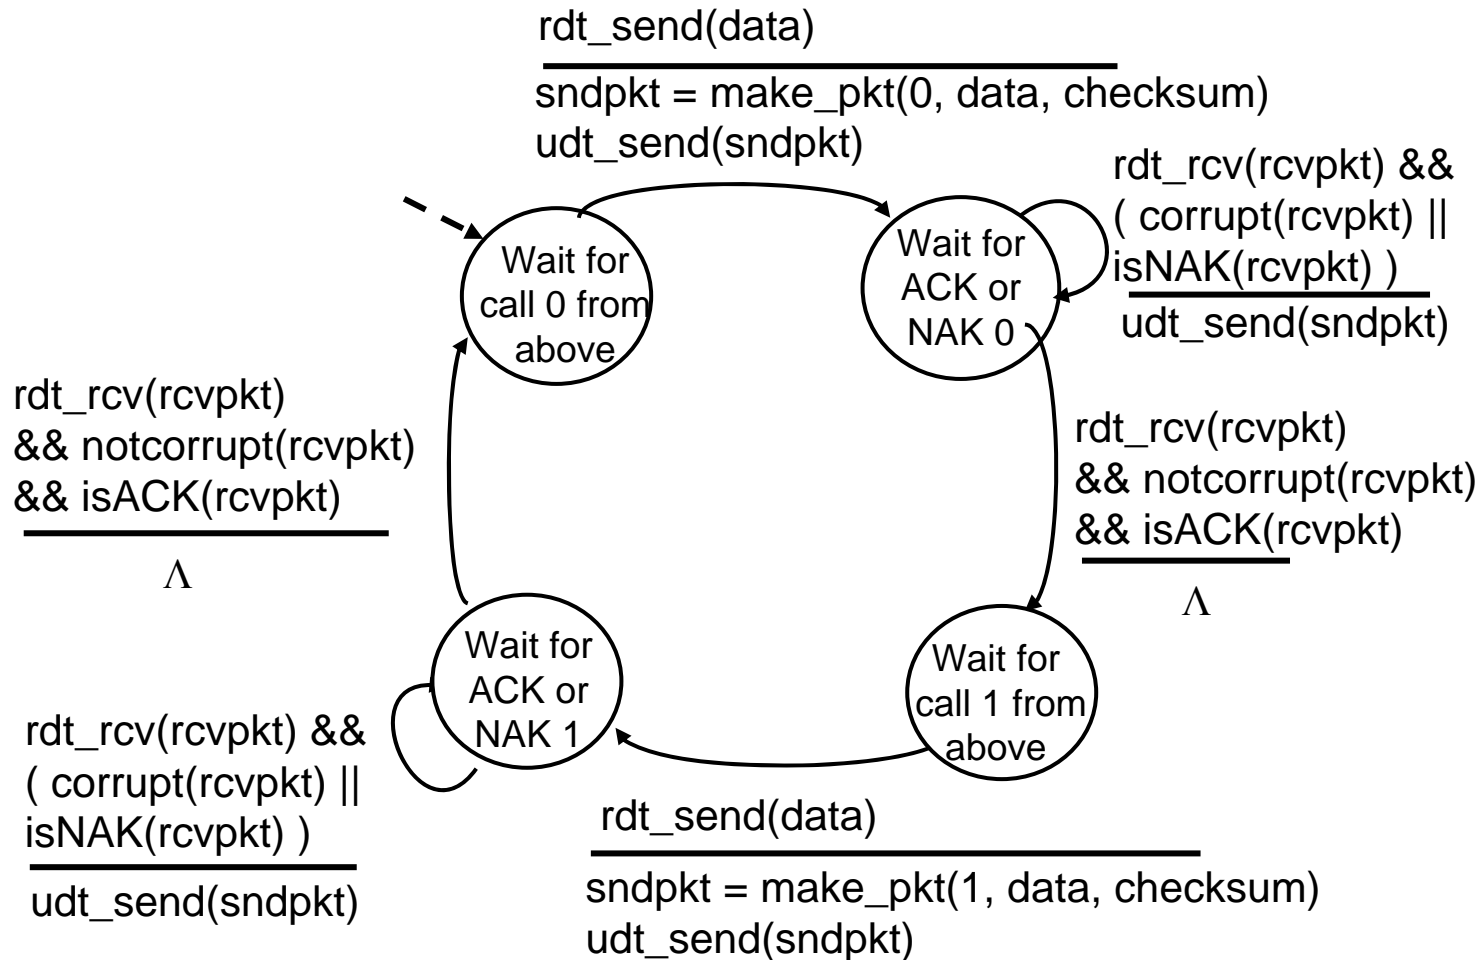 rdt_send(data)
sndpkt = make_pkt(0, data, checksum)
udt_send(sndpkt)
rdt_rcv(rcvpkt) &&
( corrupt(rcvpkt) ||
isNAK(rcvpkt) )
udt_send(sndpkt)
Wait for
call 0 from
above
Wait for
ACK or
NAK 0
rdt_rcv(rcvpkt)
&& notcorrupt(rcvpkt)
&& isACK(rcvpkt)
Λ
rdt_rcv(rcvpkt)
&& notcorrupt(rcvpkt)
&& isACK(rcvpkt)
Λ
Wait for
ACK or
NAK 1
Wait for
call 1 from
above
rdt_rcv(rcvpkt) &&
( corrupt(rcvpkt) ||
isNAK(rcvpkt) )
udt_send(sndpkt)
rdt_send(data)
sndpkt = make_pkt(1, data, checksum)
udt_send(sndpkt)